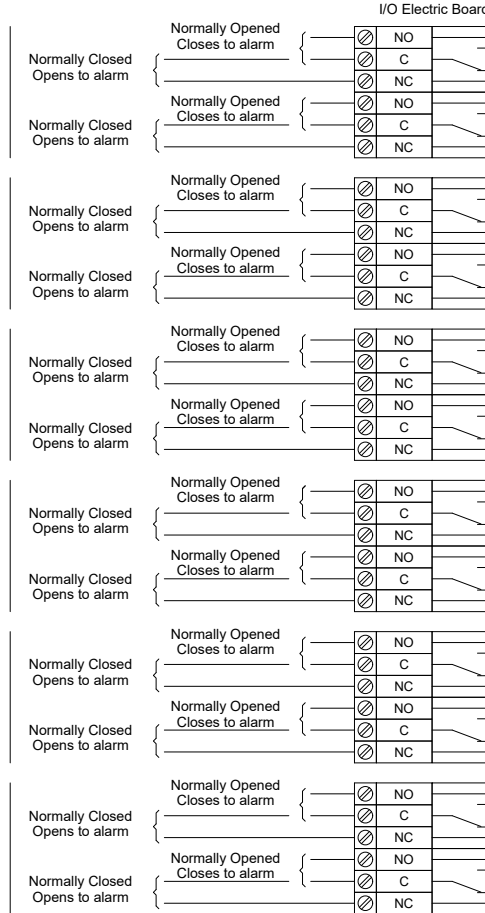 I/O Electric Board
Normally Opened
Closes to alarm
NO
Normally Closed
Opens to alarm
C
NC
Normally Opened
Closes to alarm
NO
Normally Closed
Opens to alarm
C
NC
Normally Opened
Closes to alarm
NO
Normally Closed
Opens to alarm
C
NC
Normally Opened
Closes to alarm
NO
Normally Closed
Opens to alarm
C
NC
Normally Opened
Closes to alarm
NO
Normally Closed
Opens to alarm
C
NC
Normally Opened
Closes to alarm
NO
Normally Closed
Opens to alarm
C
NC
Normally Opened
Closes to alarm
NO
Normally Closed
Opens to alarm
C
NC
Normally Opened
Closes to alarm
NO
Normally Closed
Opens to alarm
C
NC
Normally Opened
Closes to alarm
NO
Normally Closed
Opens to alarm
C
NC
Normally Opened
Closes to alarm
NO
Normally Closed
Opens to alarm
C
NC
Normally Opened
Closes to alarm
NO
Normally Closed
Opens to alarm
C
NC
Normally Opened
Closes to alarm
NO
Normally Closed
Opens to alarm
C
NC